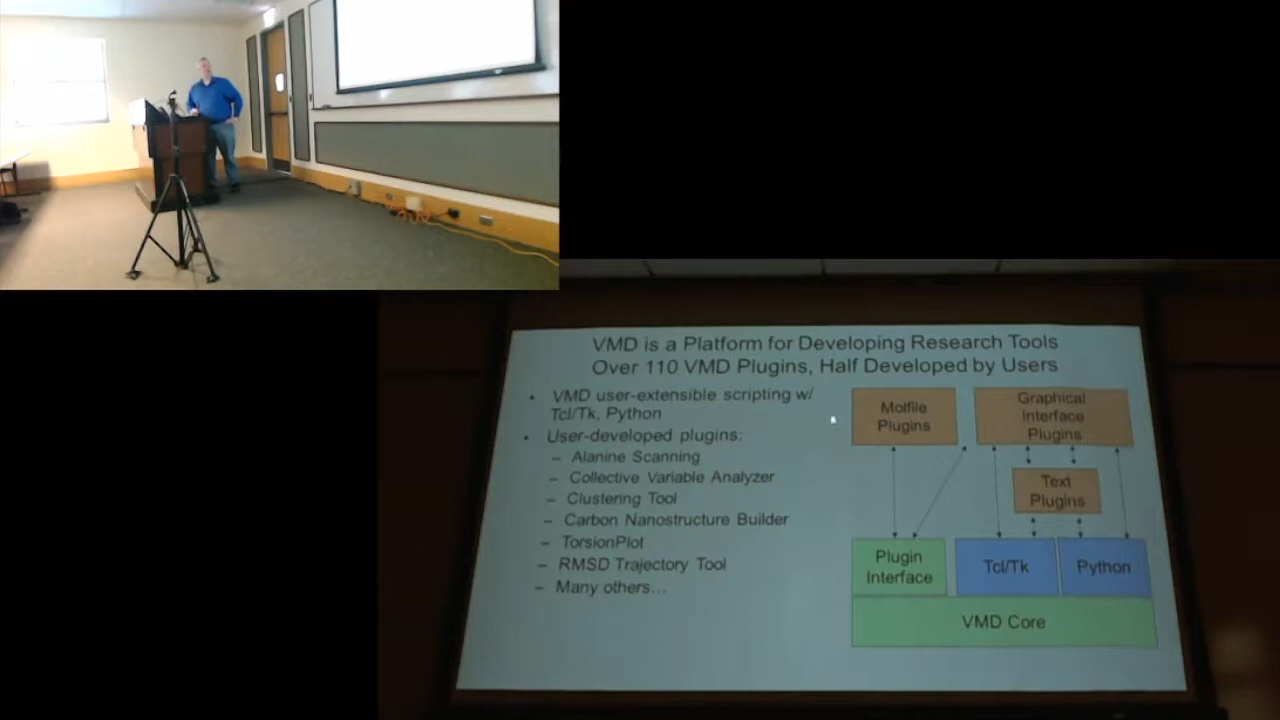 VMD is a Platform for Developing Research Tools
Over 110 VMD Plugins, Half Developed by Users
• VMD user-extensible scripting w/
Tcl/Tk, Python
• User-developed plugins:
– Alanine Scanning
– Collective Variable Analyzer
– Clustering Tool
– Carbon Nanostructure Builder
– TorsionPlot
– RMSD Trajectory Tool
– Many others…
Molfile
Plugins
Graphical
Interface
Plugins
Text
Plugins
Plugin
Interface
Tcl/Tk
Python
VMD Core